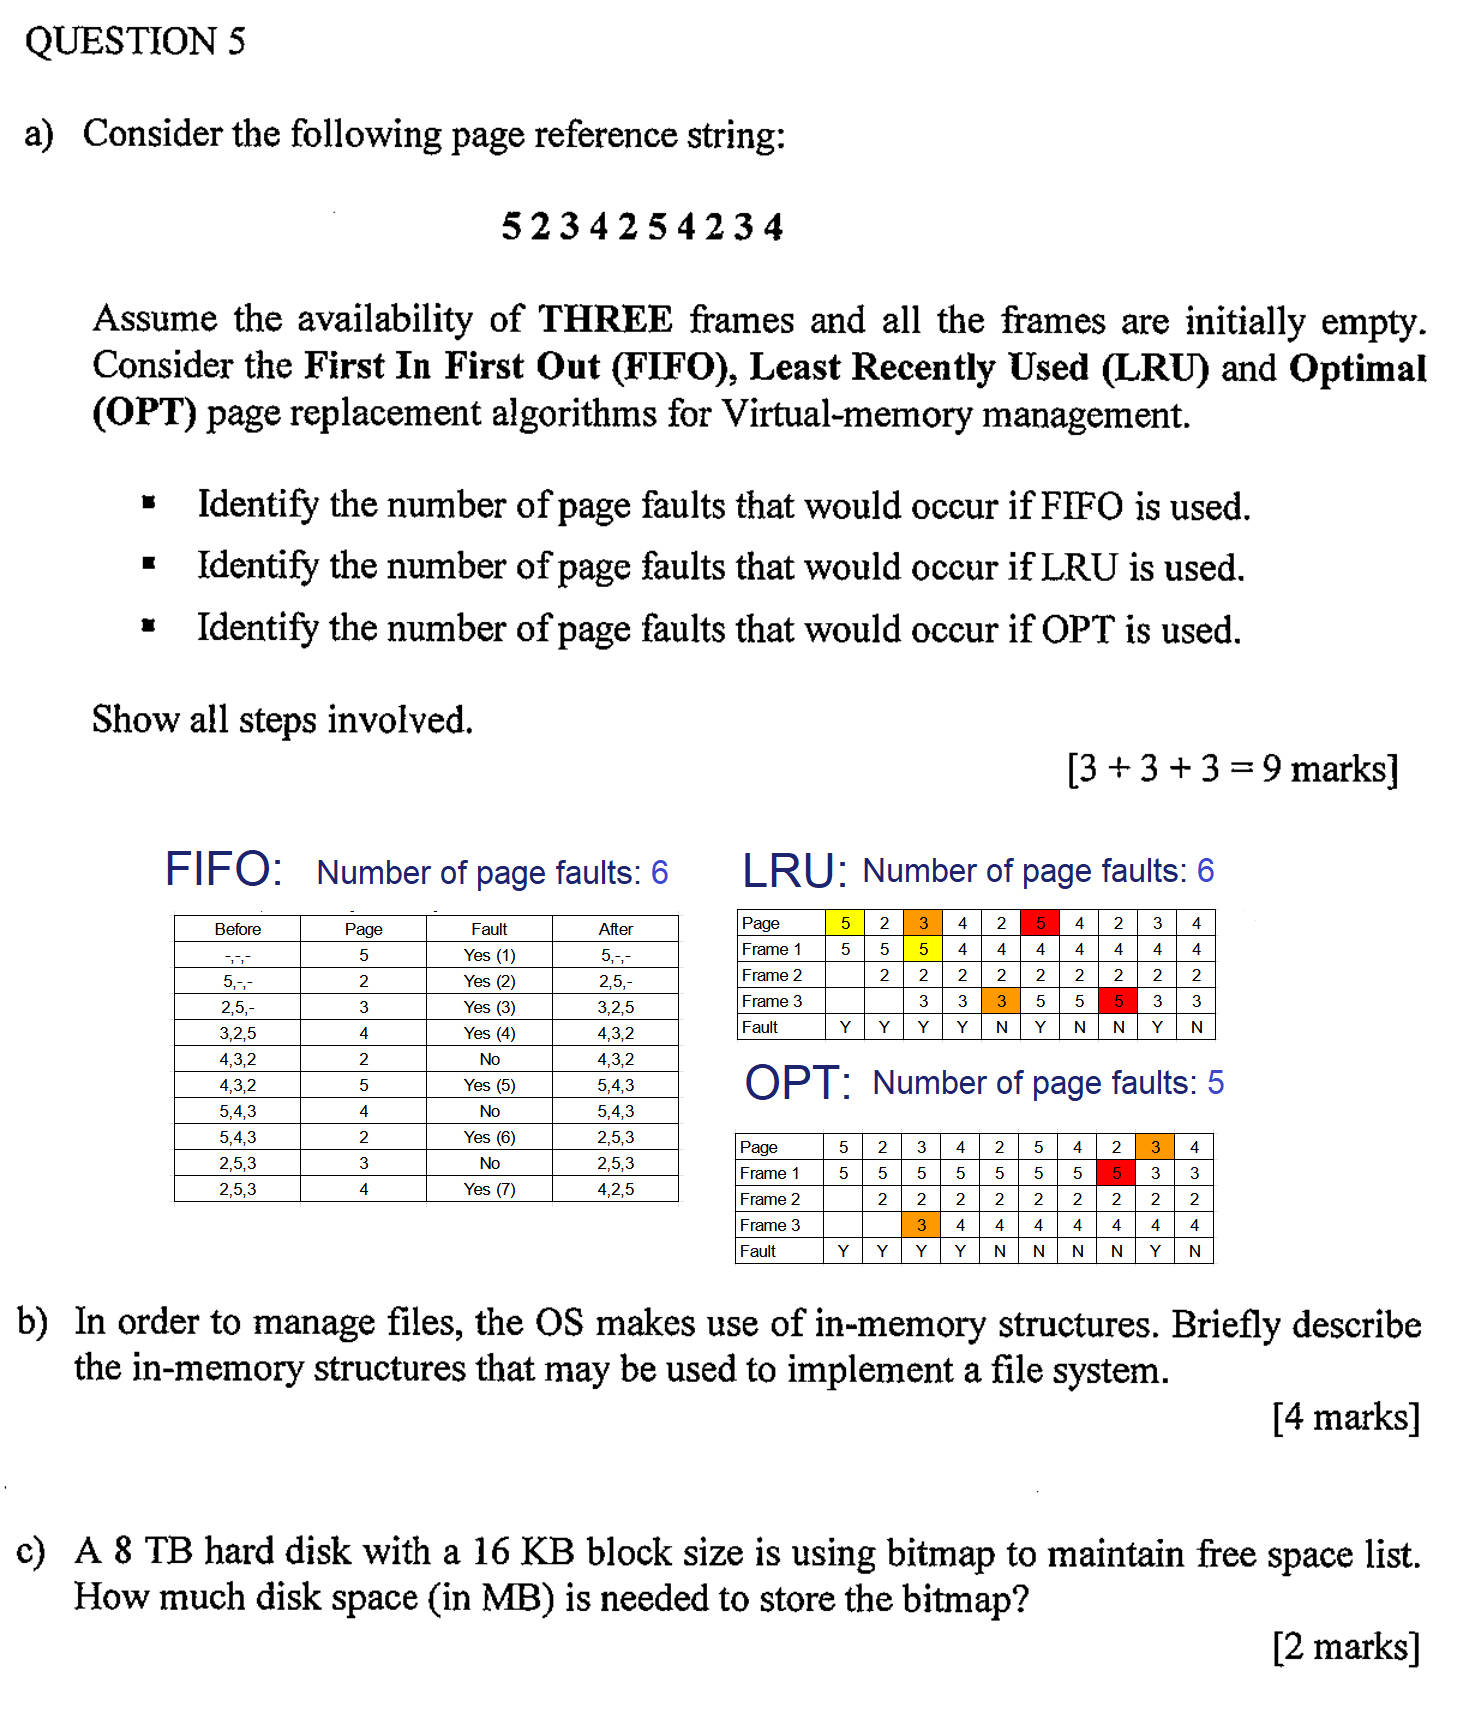 QUESTION 5
a) Consider the following page reference string:
5 2 3 4 2 5 4 2 3 4
Assume the availability of THREE frames and all the frames are initially empty.
Consider the First In First Out (FIFO), Least Recently Used (LRU) and Optimal
(OPT) page replacement algorithms for Virtual-memory management.
▪ Identify the number of page faults that would occur if FIFO is used.
▪ Identify the number of page faults that would occur if LRU is used.
▪ Identify the number of page faults that would occur if OPT is used.
Show all steps involved.
[3 + 3 + 3 = 9 marks]
FIFO: Number of page faults: 6
Before Page Fault After
-,-,- 5 Yes (1) 5,-,-
5,-,- 2 Yes (2) 2,5,-
2,5,- 3 Yes (3) 3,2,5
3,2,5 4 Yes (4) 4,3,2
4,3,2 2 No 4,3,2
4,3,2 5 Yes (5) 5,4,3
5,4,3 4 No 5,4,3
5,4,3 2 Yes (6) 2,5,3
2,5,3 3 No 2,5,3
2,5,3 4 Yes (7) 4,2,5
LRU: Number of page faults: 6
Page 5 2 3 4 2 5 4 2 3 4
Frame 1 5 5 5 4 4 4 4 4 4 4
Frame 2 2 2 2 2 2 2 2 2 2
Frame 3 3 3 3 5 5 5 3 3
Fault Y Y Y Y N Y N N Y N
OPT: Number of page faults: 5
Page 5 2 3 4 2 5 4 2 3 4
Frame 1 5 5 5 5 5 5 5 5 3 3
Frame 2 2 2 2 2 2 2 2 2 2
Frame 3 3 4 4 4 4 4 4 4
Fault Y Y Y Y N N N N Y N
b) In order to manage files, the OS makes use of in-memory structures. Briefly describe
the in-memory structures that may be used to implement a file system.
[4 marks]
c) A 8 TB hard disk with a 16 KB block size is using bitmap to maintain free space list.
How much disk space (in MB) is needed to store the bitmap?
[2 marks]